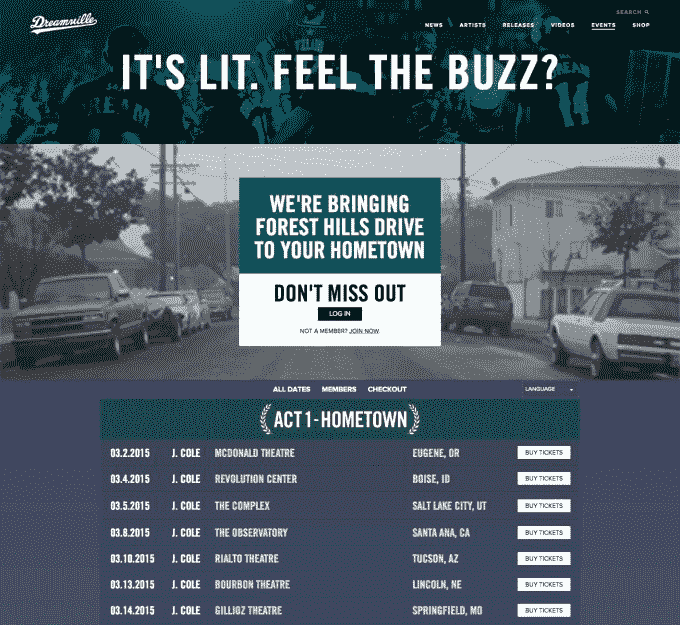 Dreamville
SEARCH
NEWS ARTISTS RELEASES VIDEOS EVENTS SHOP
IT'S LIT. FEEL THE BUZZ?
WE'RE BRINGING
FOREST HILLS DRIVE
TO YOUR HOMETOWN
DON'T MISS OUT
LOG IN
NOT A MEMBER? JOIN NOW.
ALL DATES MEMBERS CHECKOUT LANGUAGE
ACT 1 - HOMETOWN
03.2.2015 J. COLE MCDONALD THEATRE EUGENE, OR BUY TICKETS
03.4.2015 J. COLE REVOLUTION CENTER BOISE, ID BUY TICKETS
03.5.2015 J. COLE THE COMPLEX SALT LAKE CITY, UT BUY TICKETS
03.8.2015 J. COLE THE OBSERVATORY SANTA ANA, CA BUY TICKETS
03.10.2015 J. COLE RIALTO THEATRE TUCSON, AZ BUY TICKETS
03.13.2015 J. COLE BOURBON THEATRE LINCOLN, NE BUY TICKETS
03.14.2015 J. COLE GILLIOZ THEATRE SPRINGFIELD, MO BUY TICKETS